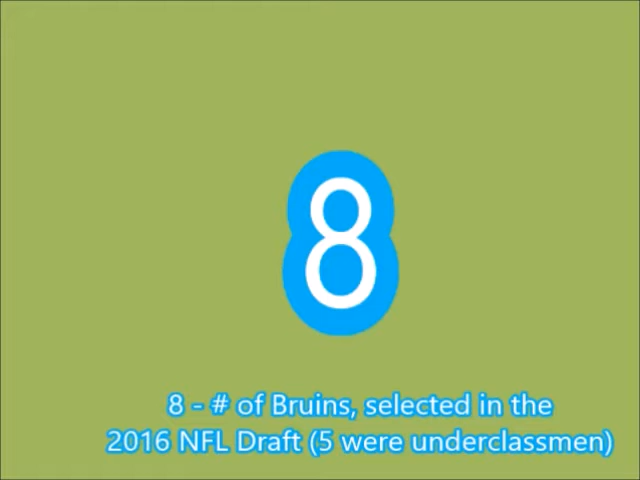 8
8 - # of Bruins, selected in the
2016 NFL Draft (5 were underclassmen)